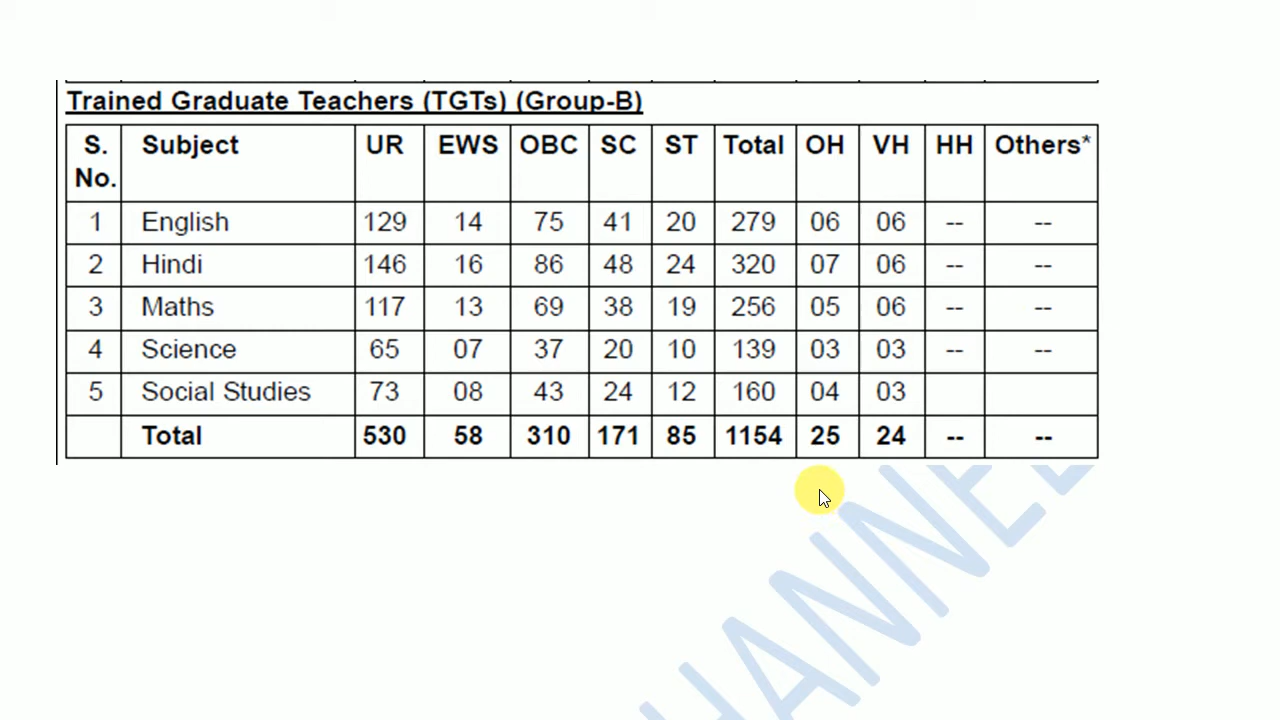 Trained Graduate Teachers (TGTs) (Group-B)
S. No. Subject UR EWS OBC SC ST Total OH VH HH Others*
1 English 129 14 75 41 20 279 06 06 -- --
2 Hindi 146 16 86 48 24 320 07 06 -- --
3 Maths 117 13 69 38 19 256 05 06 -- --
4 Science 65 07 37 20 10 139 03 03 -- --
5 Social Studies 73 08 43 24 12 160 04 03
Total 530 58 310 171 85 1154 25 24 -- --